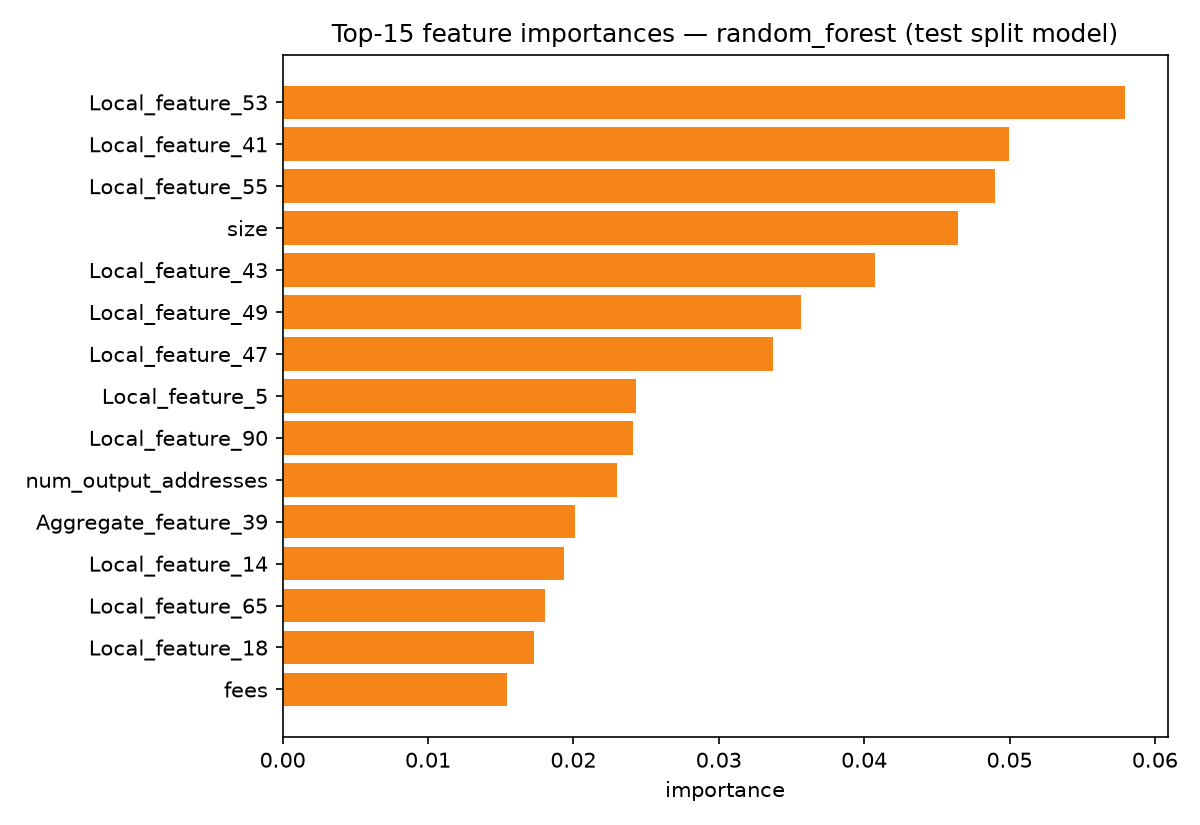 Top-15 feature importances — random_forest (test split model)
Local_feature_53
Local_feature_41
Local_feature_55
size
Local_feature_43
Local_feature_49
Local_feature_47
Local_feature_5
Local_feature_90
num_output_addresses
Aggregate_feature_39
Local_feature_14
Local_feature_65
Local_feature_18
fees
0.00 0.01 0.02 0.03 0.04 0.05 0.06
importance